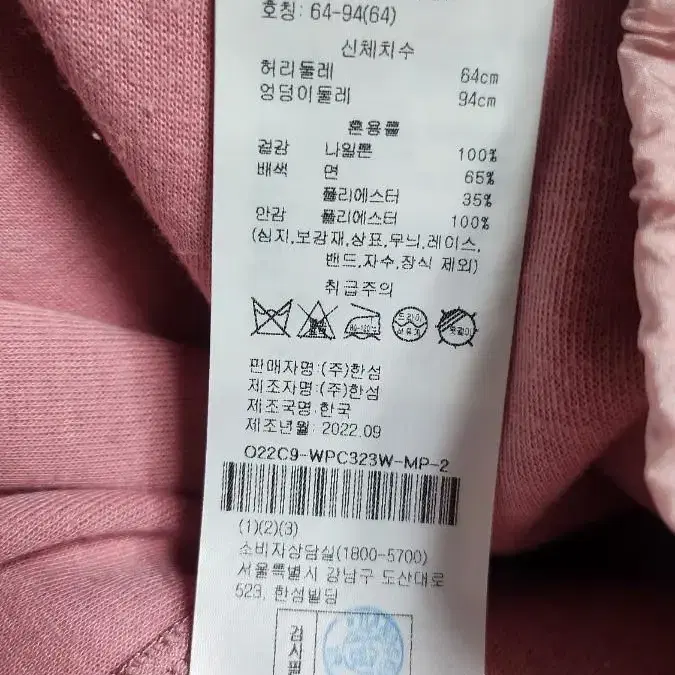 호칭: 64-94(64)
신체치수
허리둘레 64cm
엉덩이둘레 94cm
혼용률
겉감 나일론 100%
배색 면 65%
폴리에스터 35%
안감 폴리에스터 100%
(심지,보강재,상표,무늬,레이스,
밴드,자수,장식 제외)
취급주의
판매자명:(주)한섬
제조자명:(주)한섬
제조국명:한국
제조년월: 2022.09
O22C9-WPC323W-MP-2
(1)(2)(3)
소비자상담실(1800-5700)
서울특별시 강남구 도산대로
523, 한섬빌딩
검사필